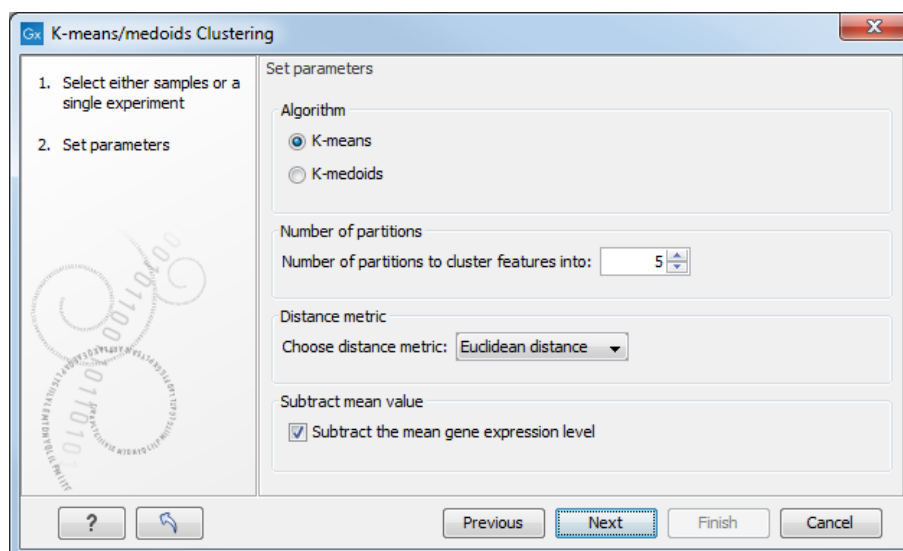 Gx K-means/medoids Clustering
1. Select either samples or a
single experiment
2. Set parameters
Set parameters
Algorithm
K-means
K-medoids
Number of partitions
Number of partitions to cluster features into: 5
Distance metric
Choose distance metric: Euclidean distance
Subtract mean value
Subtract the mean gene expression level
? Previous Next Finish Cancel